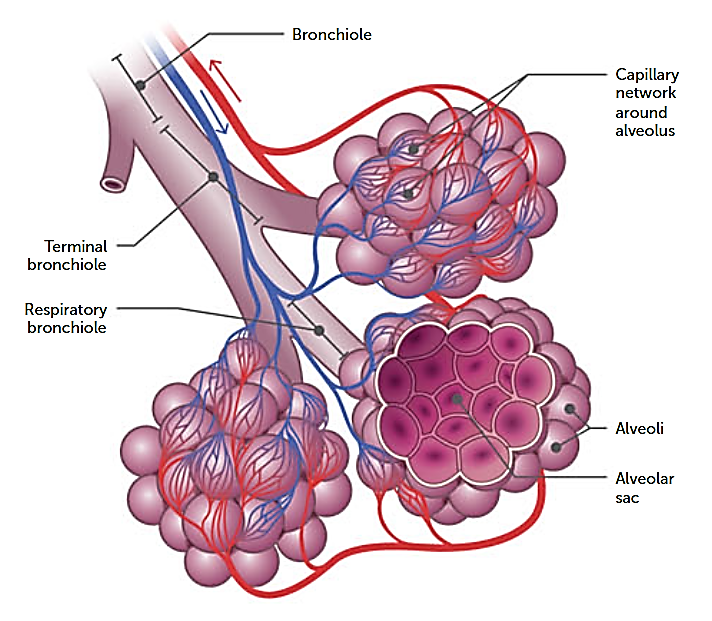 Bronchiole
Capillary
network
around
alveolus
Terminal
bronchiole
Respiratory
bronchiole
Alveoli
Alveolar
sac